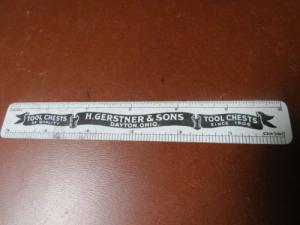 TOOL CHESTS
OF QUALITY
H. GERSTNER & SONS
DAYTON, OHIO.
TOOL CHESTS
SINCE 1906